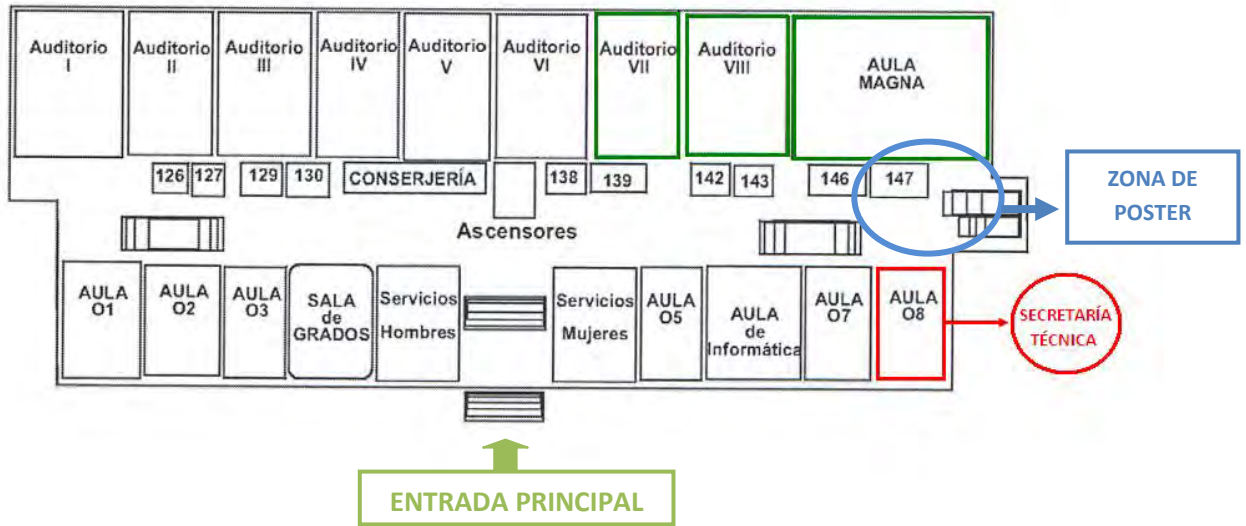 Auditorio
I
Auditorio
II
Auditorio
III
Auditorio
IV
Auditorio
V
Auditorio
VI
Auditorio
VII
Auditorio
VIII
AULA
MAGNA
126
127
129
130
CONSERJERÍA
138
139
142
143
146
147
ZONA DE
POSTER
Ascensores
AULA
O1
AULA
O2
AULA
O3
SALA
de
GRADOS
Servicios
Hombres
Servicios
Mujeres
AULA
O5
AULA
de
Informática
AULA
O7
AULA
O8
SECRETARÍA
TÉCNICA
ENTRADA PRINCIPAL